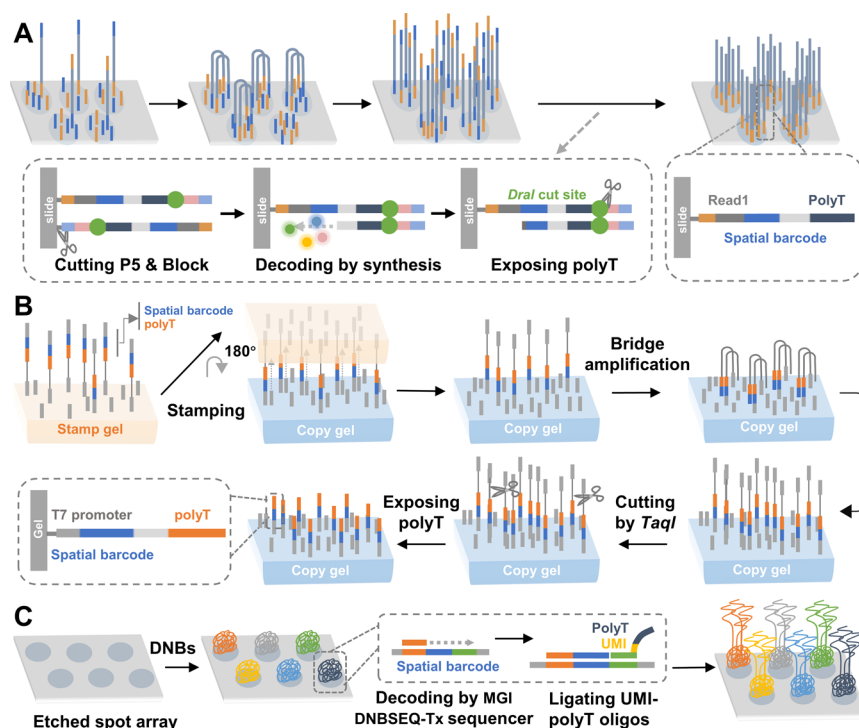 A
slide
Cutting P5 & Block
slide
Decoding by synthesis
slide
DraI cut site
Exposing polyT
slide
Read1
PolyT
Spatial barcode
B
Spatial barcode
polyT
Stamp gel
180°
Stamping
Copy gel
Copy gel
Bridge
amplification
Copy gel
Gel
T7 promoter
polyT
Spatial barcode
Copy gel
Exposing
polyT
Copy gel
Cutting
by TaqI
Copy gel
C
Etched spot array
DNBs
Spatial barcode
Decoding by MGI
DNBSEQ-Tx sequencer
PolyT
UMI
Ligating UMI-
polyT oligos